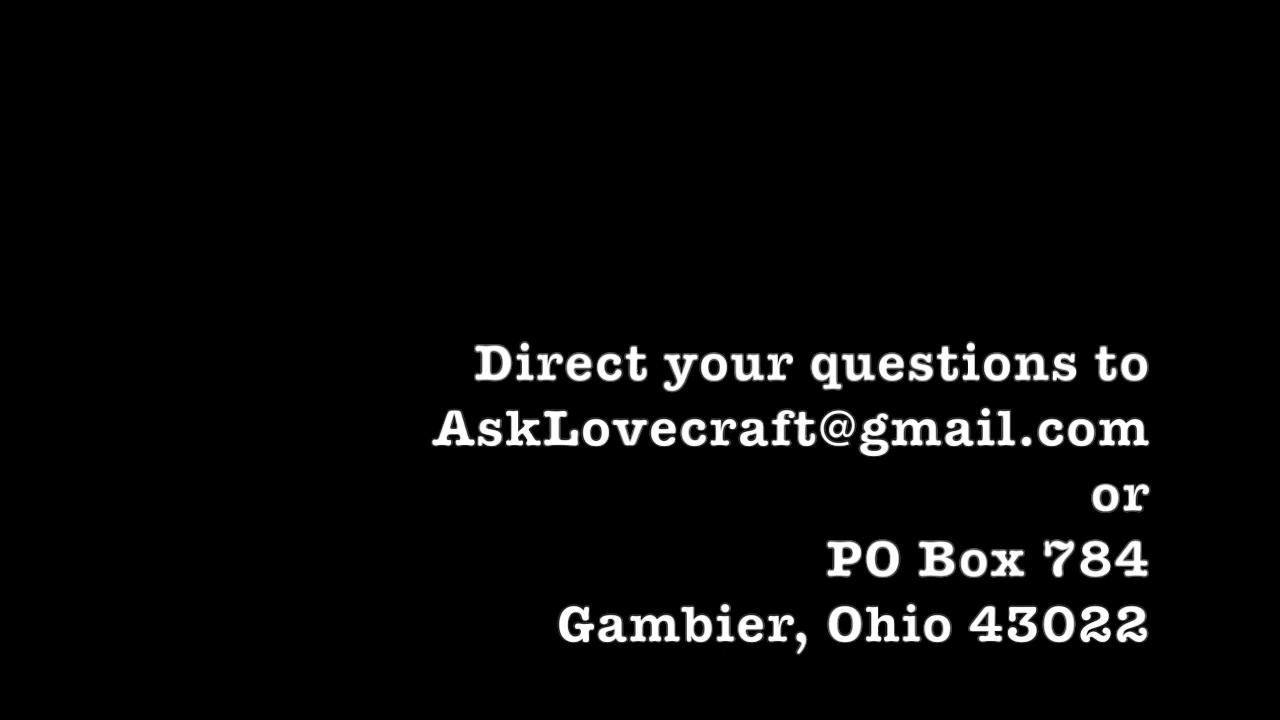 Direct your questions to
AskLovecraft@gmail.com
or
PO Box 784
Gambier, Ohio 43022